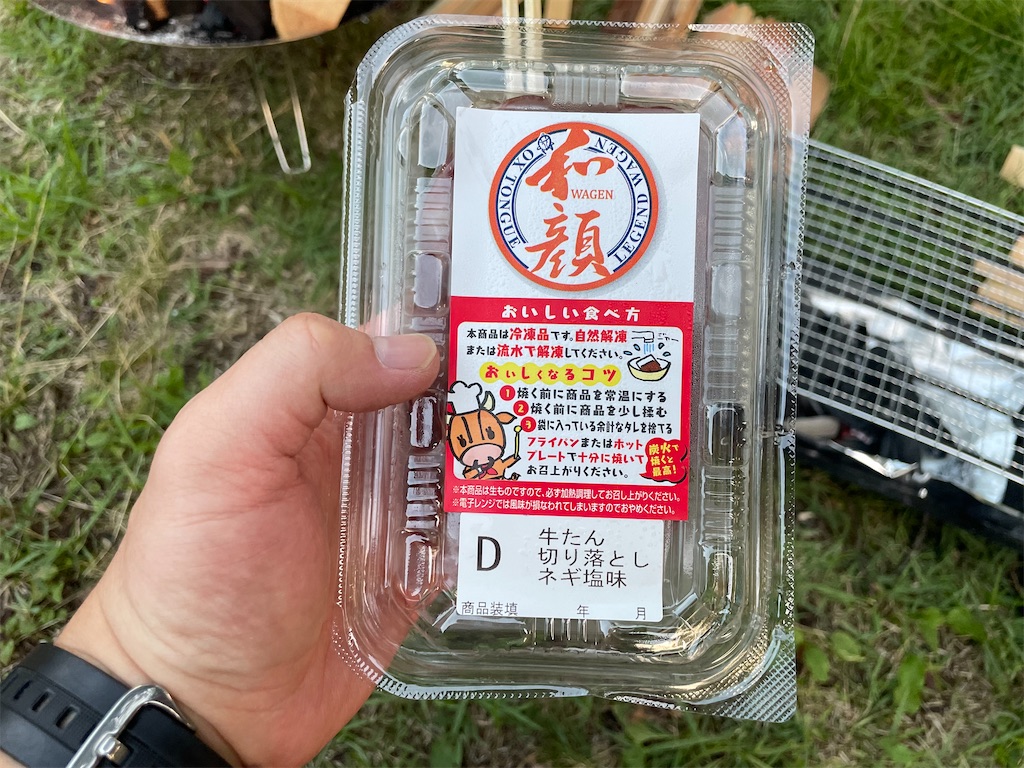 OX TONGUE
LEGEND WAGEN
和
WAGEN
顔
おいしい食べ方
本商品は冷凍品です。自然解凍
または流水で解凍してください。
おいしくなるコツ
1 焼く前に商品を常温にする
2 焼く前に商品を少し揉む
3 袋に入っている余計なタレを捨てる
フライパンまたはホット
プレートで十分に焼いて
お召上がりください。
炭火で
焼くと
最高!
※本商品は生ものですので、必ず加熱調理してお召し上がりください。
※電子レンジでは風味が損なわれてしまいますのでおやめください。
D
牛たん
切り落とし
ネギ塩味
商品装填 年 月